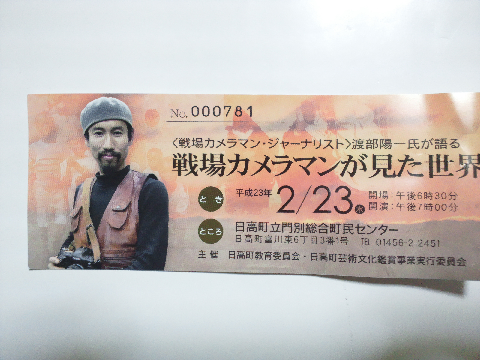 No. 000781
〈戦場カメラマン・ジャーナリスト〉渡部陽一氏が語る
戦場カメラマンが見た世界
とき 平成23年 2/23 水 開場:午後6時30分
開演:午後7時00分
ところ 日高町立門別総合町民センター
日高町富川東6丁目3番1号 TEL 01456-2-2451
主催 日高町教育委員会・日高町芸術文化鑑賞事業実行委員会